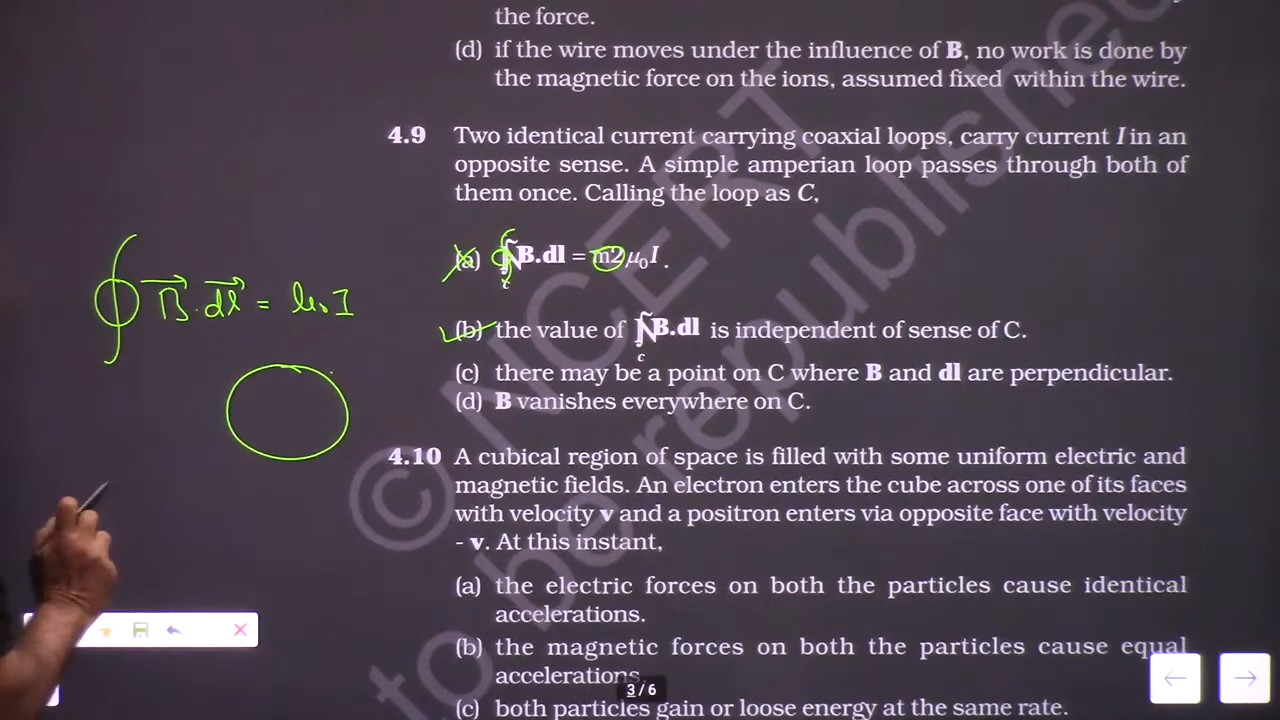 the force.
(d) if the wire moves under the influence of B, no work is done by
the magnetic force on the ions, assumed fixed within the wire.
4.9 Two identical current carrying coaxial loops, carry current I in an
opposite sense. A simple amperian loop passes through both of
them once. Calling the loop as C,
(a) ∮ B.dl = m2 μ₀I .
c
∮ B⃗ . dl⃗ = μ₀ I
(b) the value of ∮ B.dl is independent of sense of C.
c
(c) there may be a point on C where B and dl are perpendicular.
(d) B vanishes everywhere on C.
4.10 A cubical region of space is filled with some uniform electric and
magnetic fields. An electron enters the cube across one of its faces
with velocity v and a positron enters via opposite face with velocity
- v. At this instant,
(a) the electric forces on both the particles cause identical
accelerations.
(b) the magnetic forces on both the particles cause equal
accelerations.
(c) both particles gain or loose energy at the same rate.
3 / 6
© NCERT
to be republished